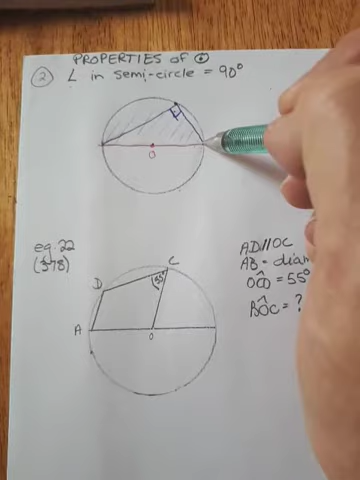 PROPERTIES of ⊙
② ∠ in semi-circle = 90°
O
eg. 22
(378)
AD//OC
AB = diam
OĈD = 55°
BÔC = ?
C
D
55°
A
O